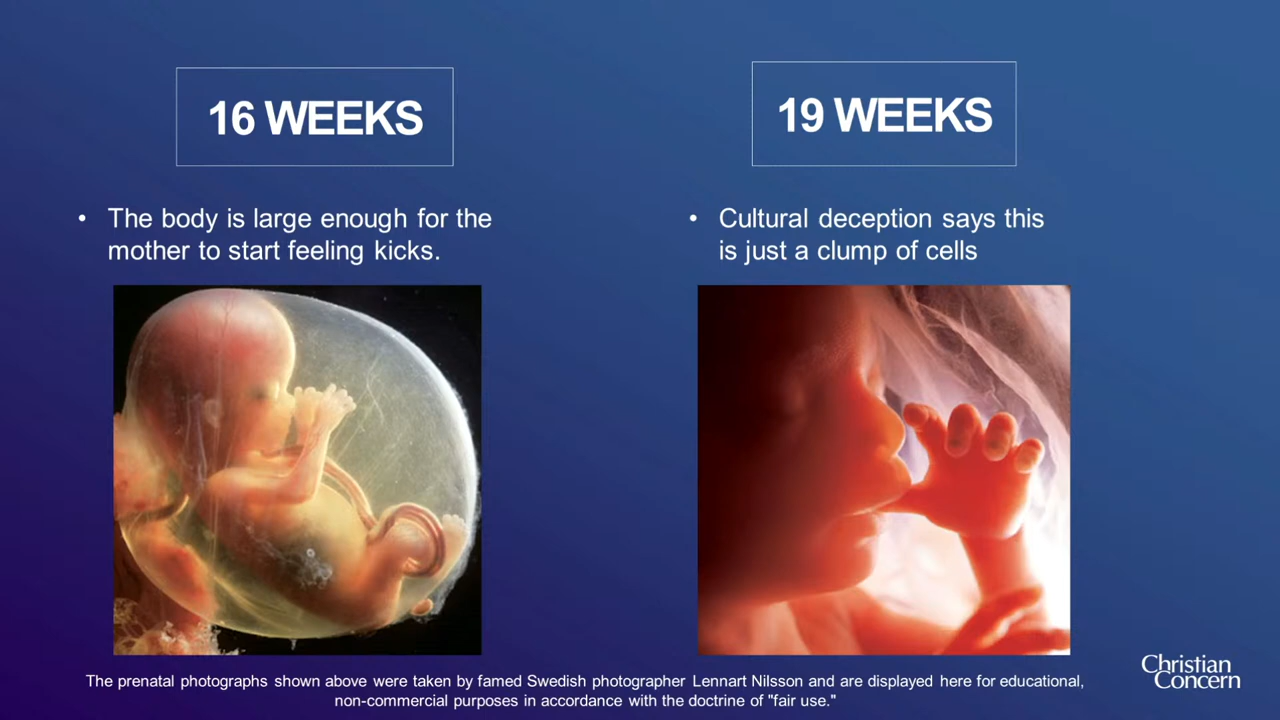 16 WEEKS
• The body is large enough for the
mother to start feeling kicks.
19 WEEKS
• Cultural deception says this
is just a clump of cells
The prenatal photographs shown above were taken by famed Swedish photographer Lennart Nilsson and are displayed here for educational,
non-commercial purposes in accordance with the doctrine of "fair use."
Christian
Concern